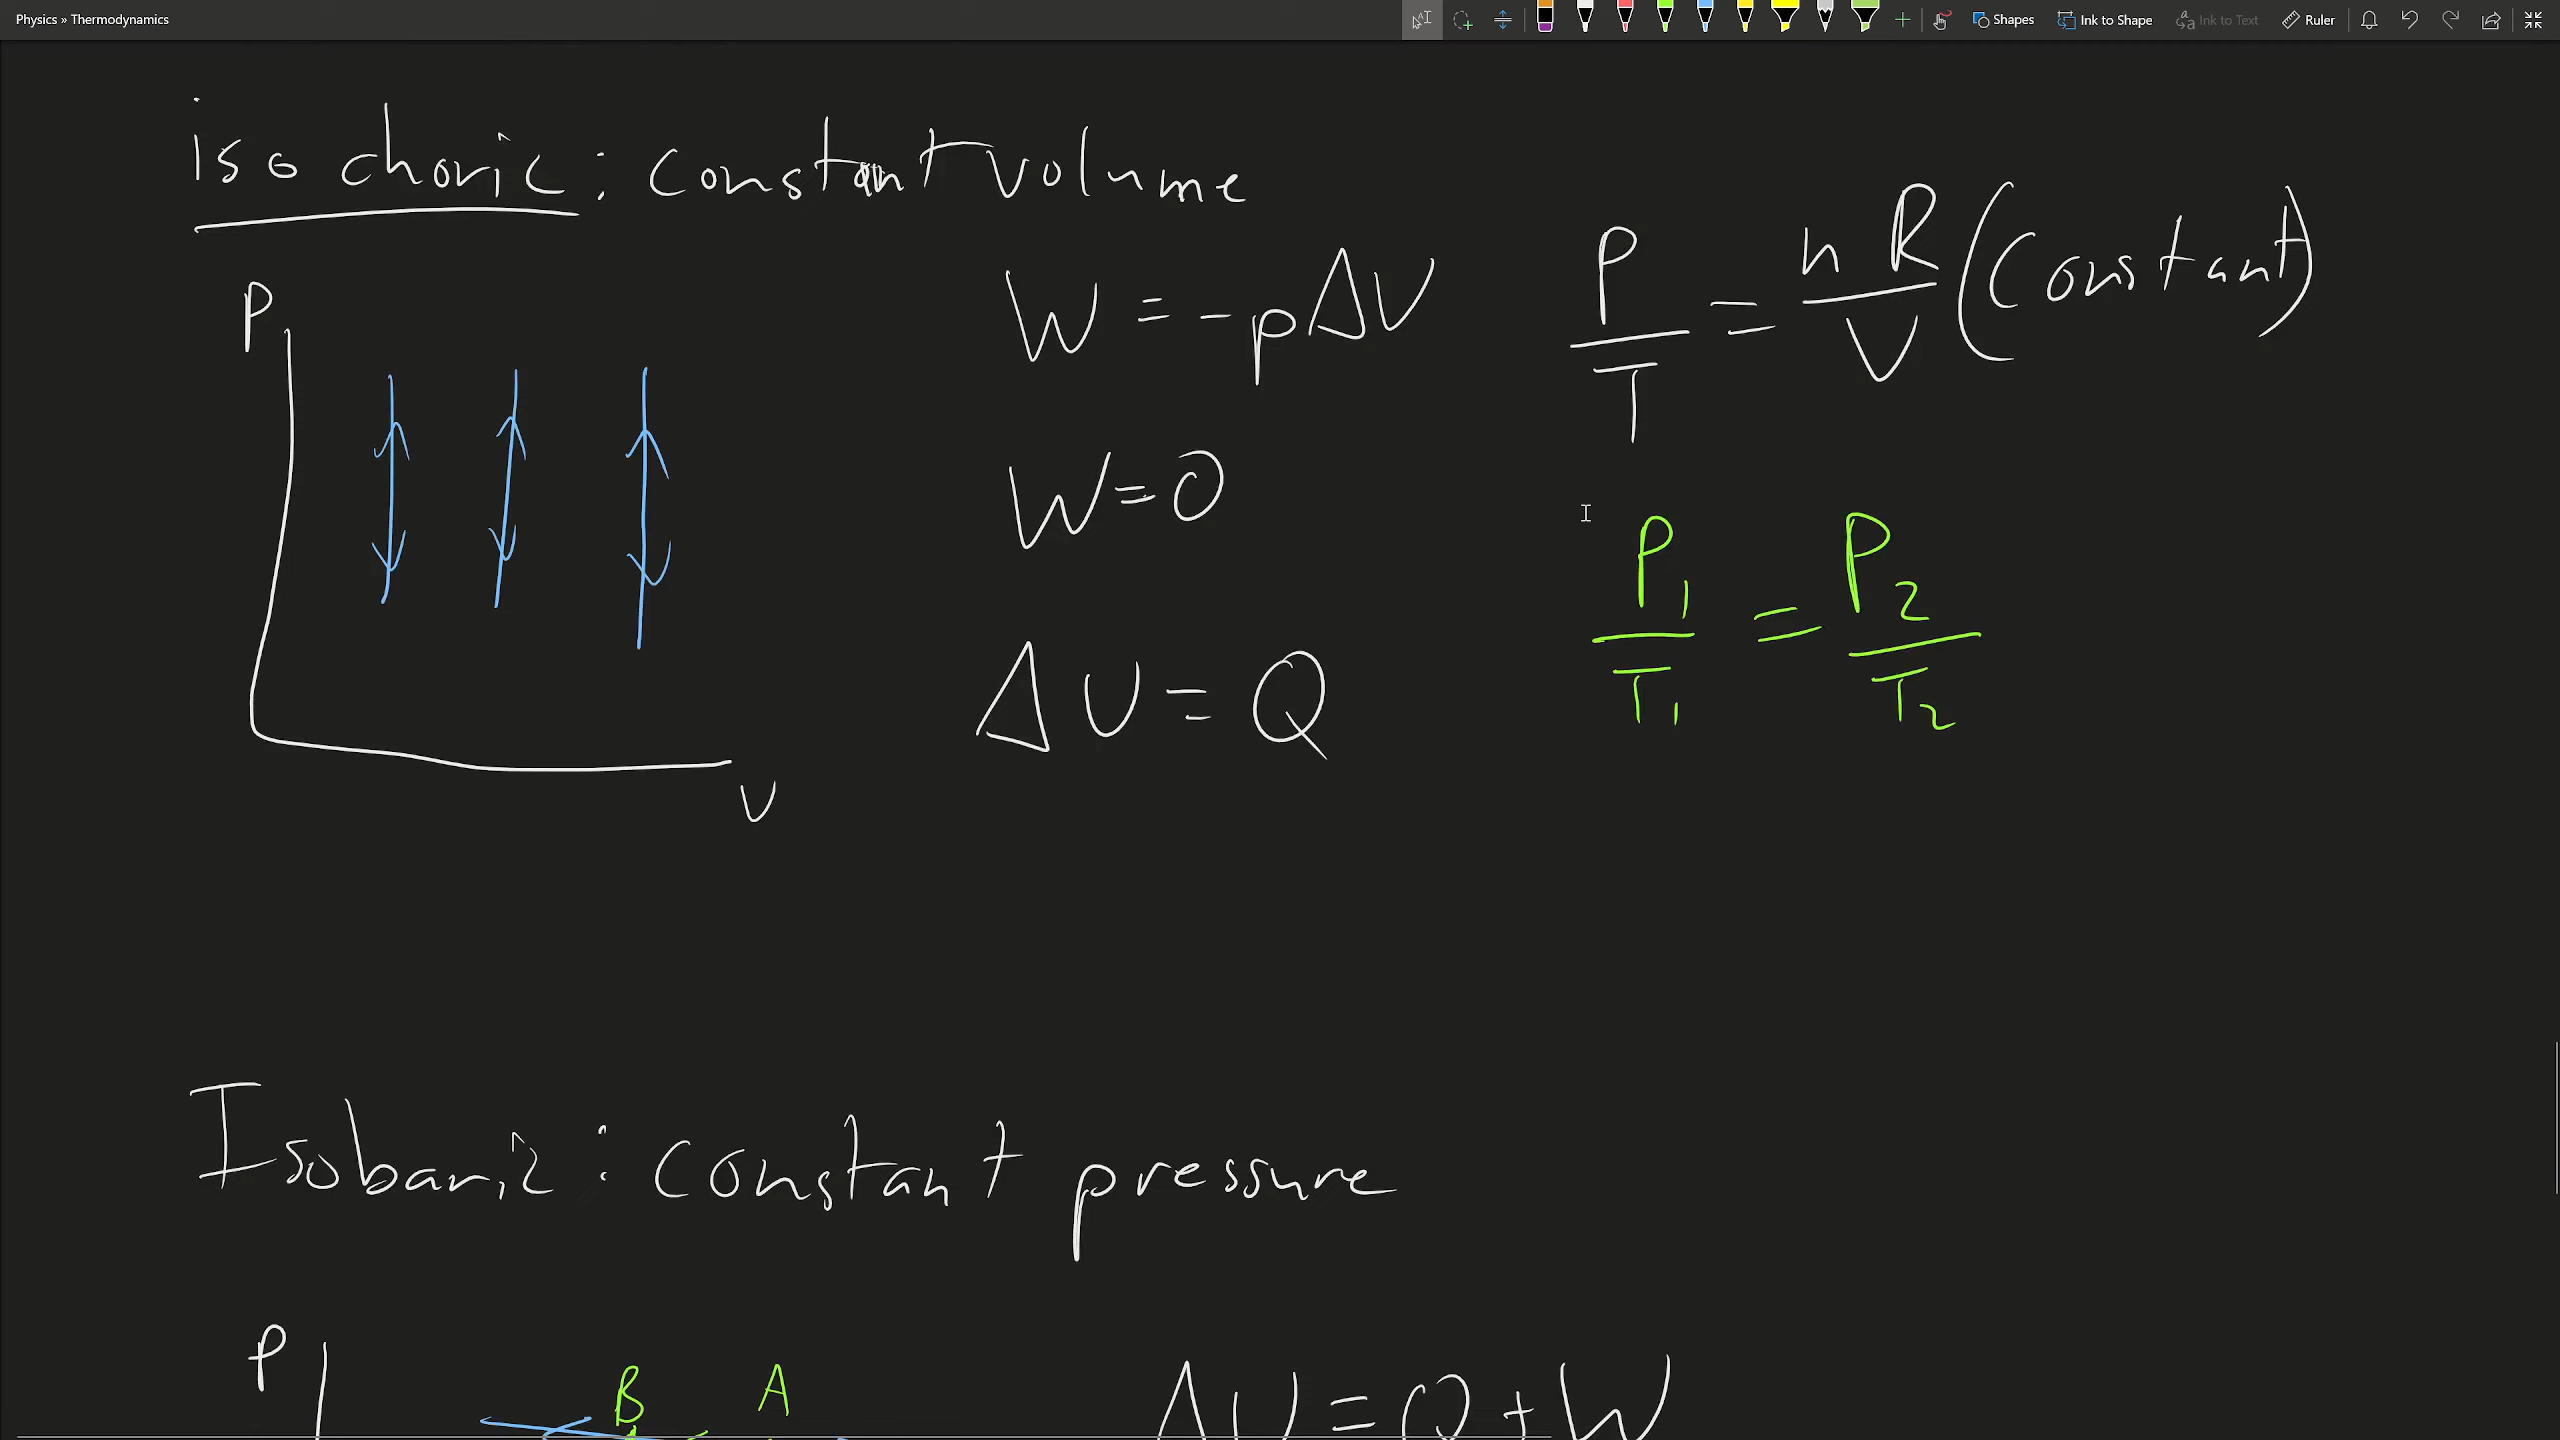 Physics » Thermodynamics
Shapes Ink to Shape Ink to Text Ruler
isochoric: constant volume
P
V
W = -pΔV
W=0
ΔU = Q
P/T = nR/V (Constant)
P1/T1 = P2/T2
Isobaric: constant pressure
P
B A
ΔU = Q + W